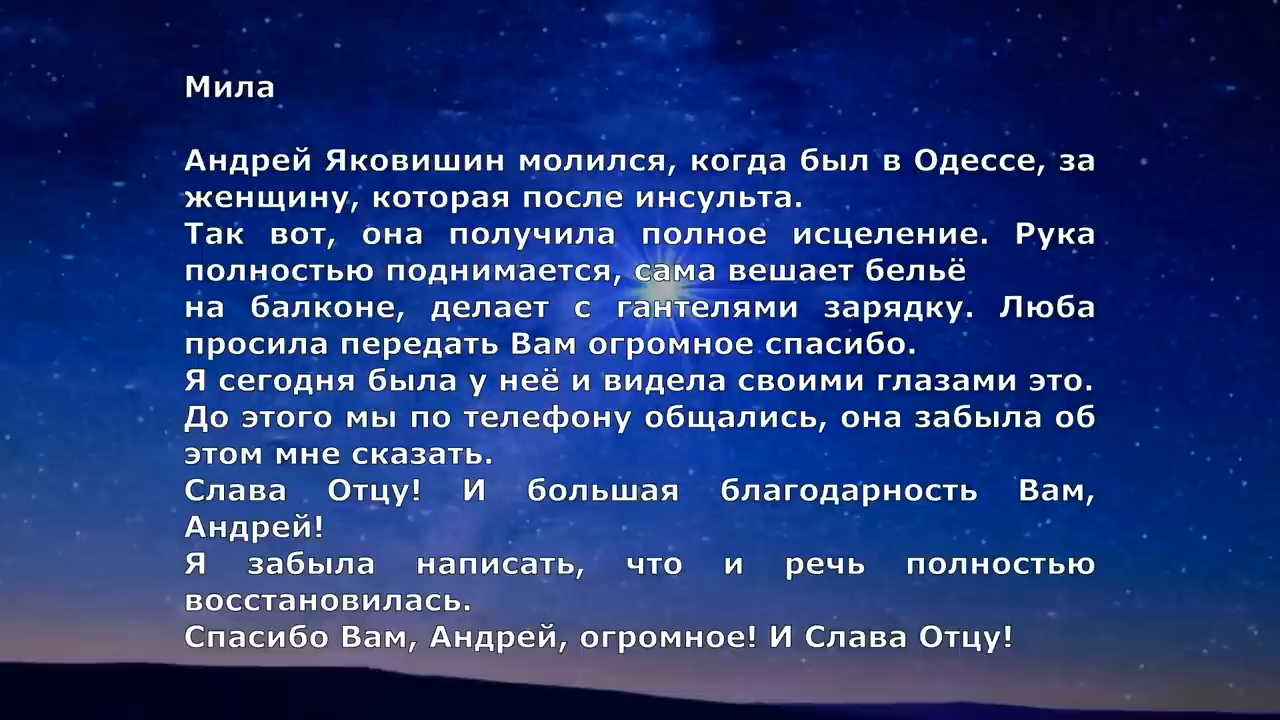 Мила
Андрей Яковишин молился, когда был в Одессе, за
женщину, которая после инсульта.
Так вот, она получила полное исцеление. Рука
полностью поднимается, сама вешает бельё
на балконе, делает с гантелями зарядку. Люба
просила передать Вам огромное спасибо.
Я сегодня была у неё и видела своими глазами это.
До этого мы по телефону общались, она забыла об
этом мне сказать.
Слава Отцу! И большая благодарность Вам,
Андрей!
Я забыла написать, что и речь полностью
восстановилась.
Спасибо Вам, Андрей, огромное! И Слава Отцу!